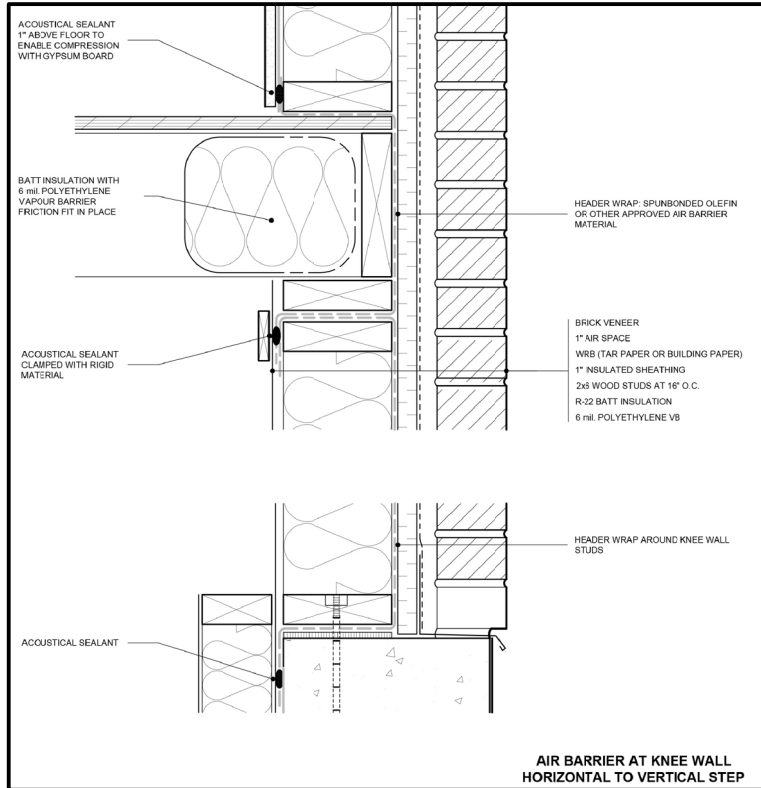 ACOUSTICAL SEALANT
1" ABOVE FLOOR TO
ENABLE COMPRESSION
WITH GYPSUM BOARD
BATT INSULATION WITH
6 mil. POLYETHYLENE
VAPOUR BARRIER
FRICTION FIT IN PLACE
HEADER WRAP: SPUNBONDED OLEFIN
OR OTHER APPROVED AIR BARRIER
MATERIAL
ACOUSTICAL SEALANT
CLAMPED WITH RIGID
MATERIAL
BRICK VENEER
1" AIR SPACE
WRB (TAR PAPER OR BUILDING PAPER)
1" INSULATED SHEATHING
2x6 WOOD STUDS AT 16" O.C.
R-22 BATT INSULATION
6 mil. POLYETHYLENE VB
HEADER WRAP AROUND KNEE WALL
STUDS
ACOUSTICAL SEALANT
AIR BARRIER AT KNEE WALL
HORIZONTAL TO VERTICAL STEP